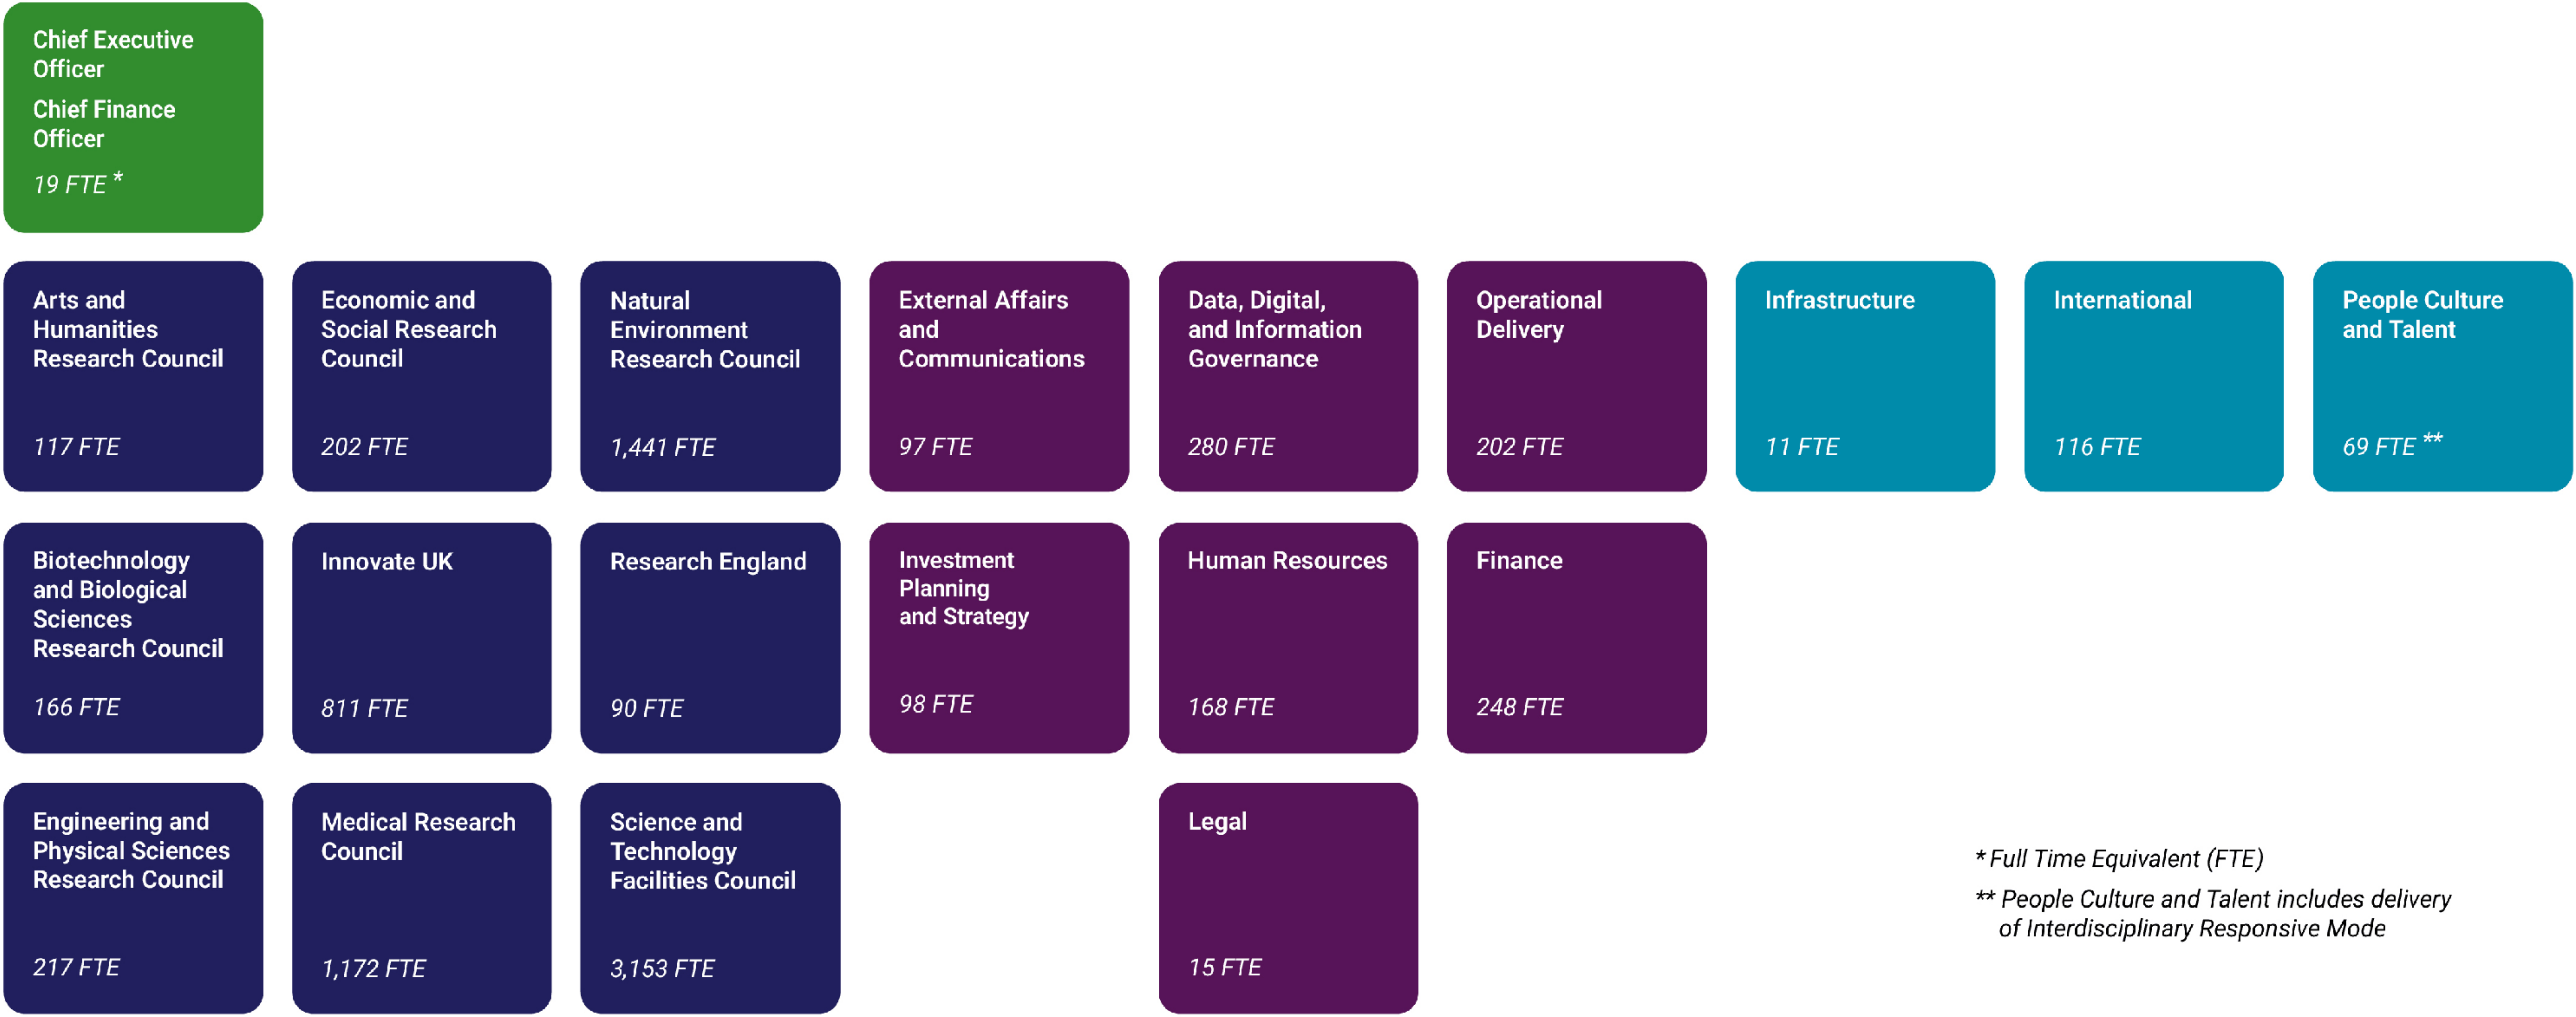 Chief Executive
Officer
Chief Finance
Officer
19 FTE *
Arts and
Humanities
Research Council
117 FTE
Economic and
Social Research
Council
202 FTE
Natural
Environment
Research Council
1,441 FTE
External Affairs
and
Communications
97 FTE
Data, Digital,
and Information
Governance
280 FTE
Operational
Delivery
202 FTE
Infrastructure
11 FTE
International
116 FTE
People Culture
and Talent
69 FTE **
Biotechnology
and Biological
Sciences
Research Council
166 FTE
Innovate UK
811 FTE
Research England
90 FTE
Investment
Planning
and Strategy
98 FTE
Human Resources
168 FTE
Finance
248 FTE
Engineering and
Physical Sciences
Research Council
217 FTE
Medical Research
Council
1,172 FTE
Science and
Technology
Facilities Council
3,153 FTE
Legal
15 FTE
* Full Time Equivalent (FTE)
** People Culture and Talent includes delivery
of Interdisciplinary Responsive Mode